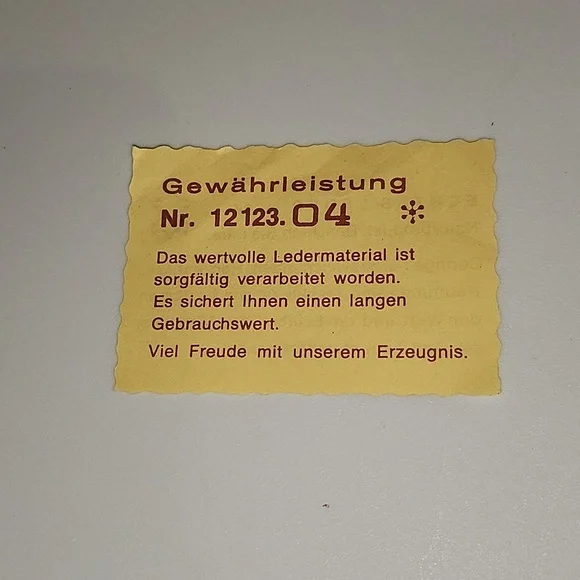 Gewährleistung
Nr. 12123.04 *
Das wertvolle Ledermaterial ist
sorgfältig verarbeitet worden.
Es sichert Ihnen einen langen
Gebrauchswert.
Viel Freude mit unserem Erzeugnis.